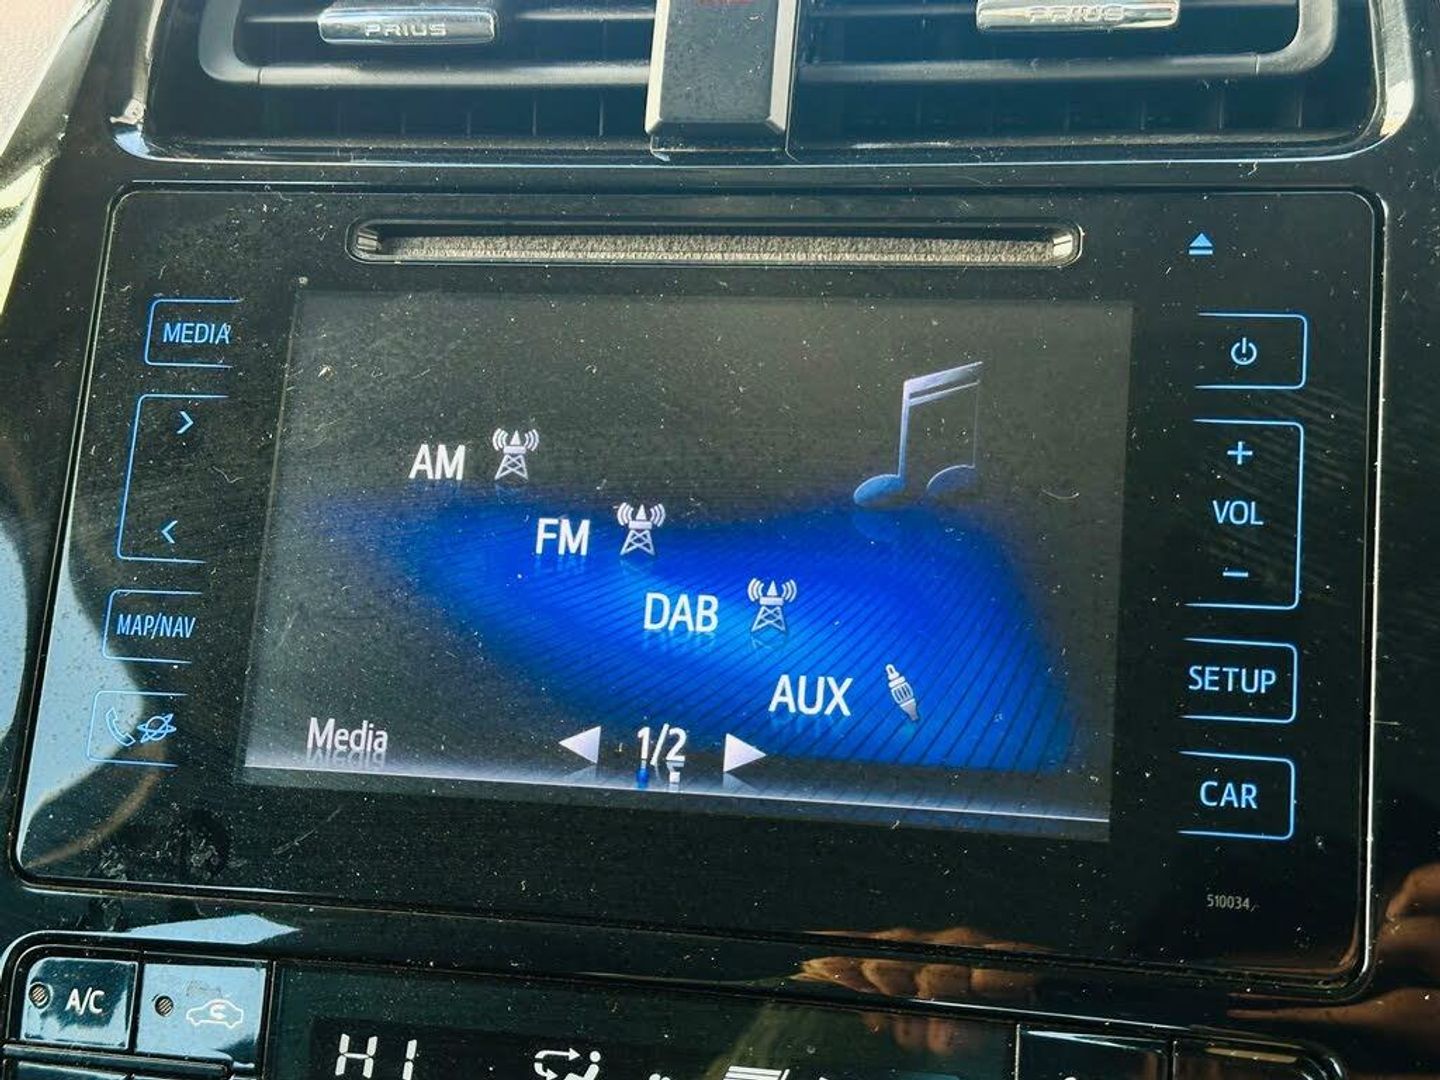 PRIUS
PRIUS
MEDIA
MAP/NAV
AM
FM
DAB
AUX
Media
1/2
+
VOL
−
SETUP
CAR
510034
A/C
HI